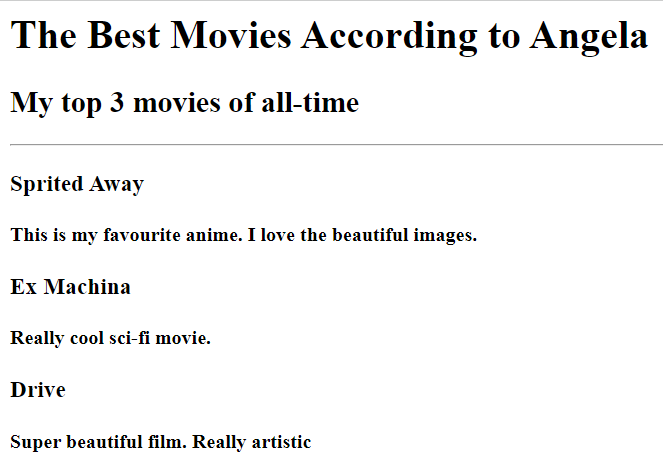 The Best Movies According to Angela
My top 3 movies of all-time
Sprited Away
This is my favourite anime. I love the beautiful images.
Ex Machina
Really cool sci-fi movie.
Drive
Super beautiful film. Really artistic